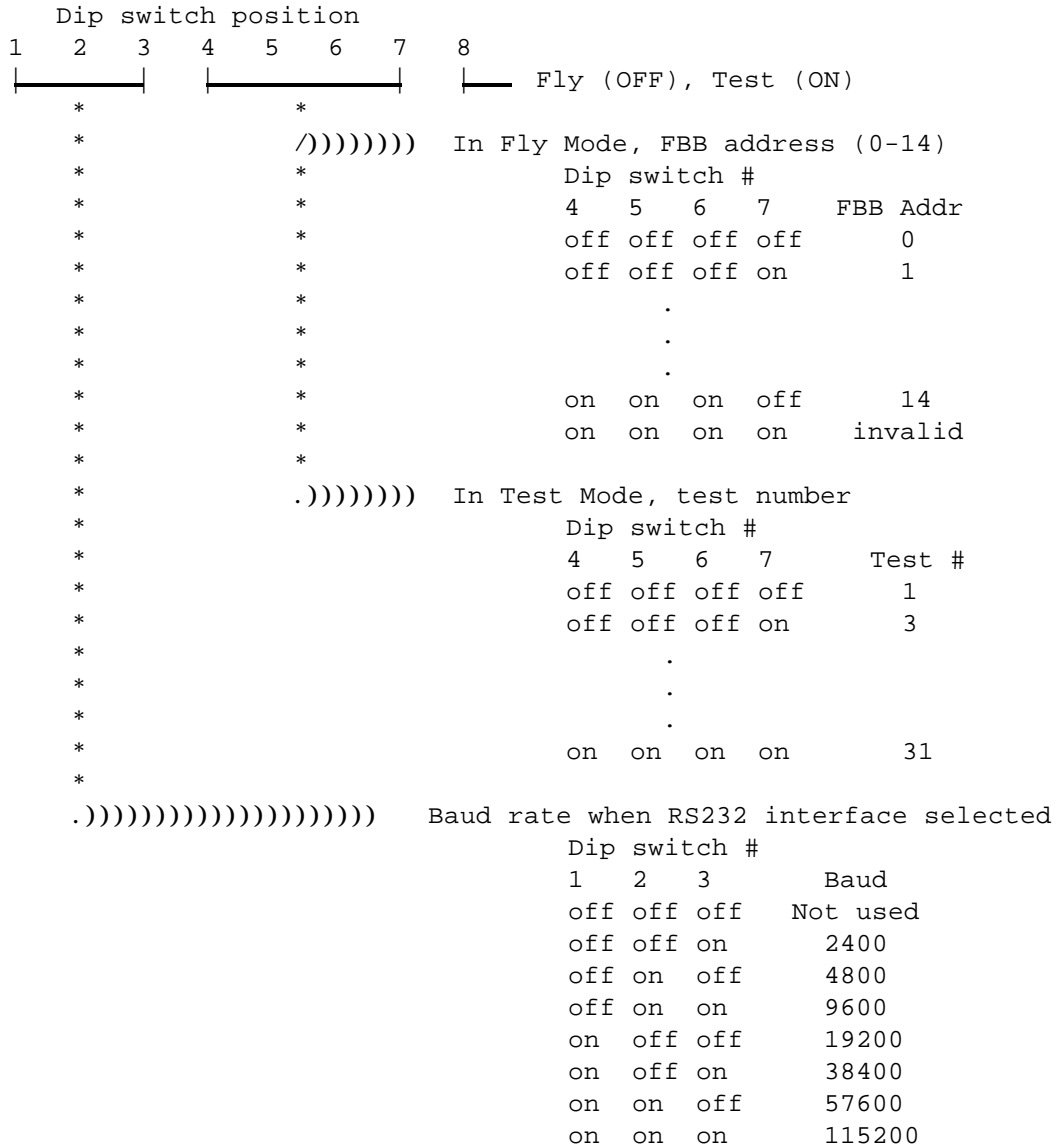 Dip switch position
1 2 3 4 5 6 7 8
Fly (OFF), Test (ON)
* *
* /)))))))) In Fly Mode, FBB address (0-14)
* * Dip switch #
* * 4 5 6 7 FBB Addr
* * off off off off 0
* * off off off on 1
* * .
* * .
* * .
* * on on on off 14
* * on on on on invalid
* *
* .)))))))) In Test Mode, test number
* Dip switch #
* 4 5 6 7 Test #
* off off off off 1
* off off off on 3
* .
* .
* .
* on on on on 31
*
.))))))))))))))))))))) Baud rate when RS232 interface selected
Dip switch #
1 2 3 Baud
off off off Not used
off off on 2400
off on off 4800
off on on 9600
on off off 19200
on off on 38400
on on off 57600
on on on 115200